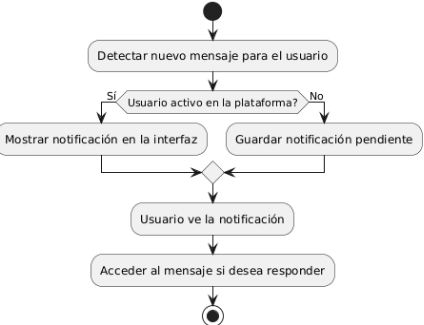 Detectar nuevo mensaje para el usuario
Sí
Usuario activo en la plataforma?
No
Mostrar notificación en la interfaz
Guardar notificación pendiente
Usuario ve la notificación
Acceder al mensaje si desea responder